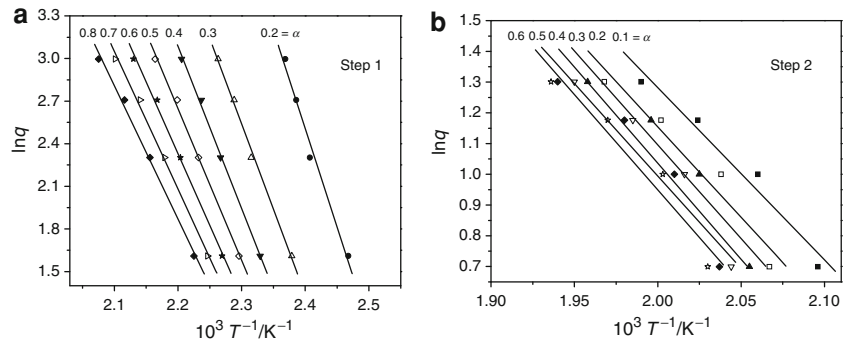 a
3.3
3.0
2.7
2.3
1.9
1.5
lnq
0.8 0.7 0.6 0.5 0.4 0.3 0.2 = α
Step 1
2.1 2.2 2.3 2.4 2.5
10³ T⁻¹/K⁻¹
b
1.5
1.4
1.3
1.2
1.1
1.0
0.9
0.8
0.7
0.6
lnq
0.6 0.5 0.4 0.3 0.2 0.1 = α
Step 2
1.90 1.95 2.00 2.05 2.10
10³ T⁻¹/K⁻¹